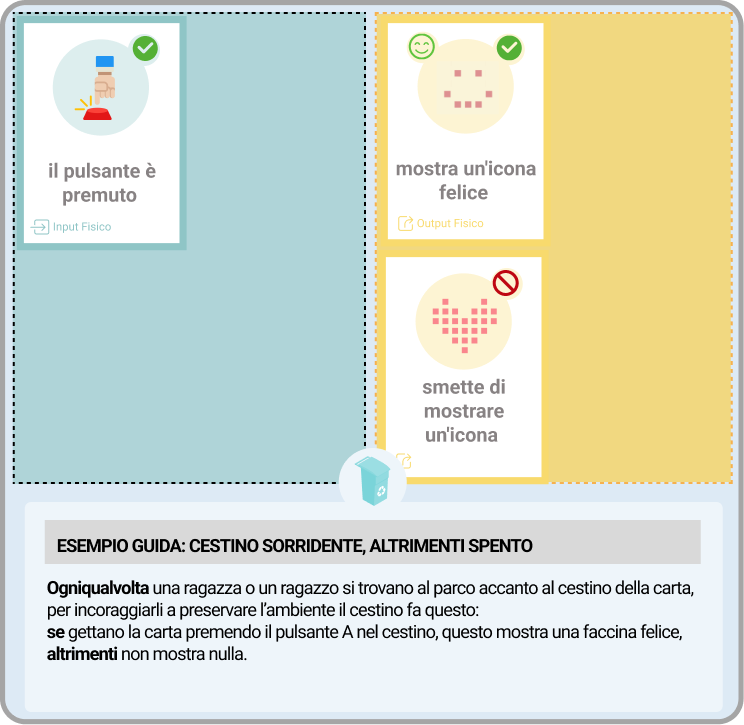 il pulsante è
premuto
Input Fisico
mostra un'icona
felice
Output Fisico
smette di
mostrare
un'icona
ESEMPIO GUIDA: CESTINO SORRIDENTE, ALTRIMENTI SPENTO
Ogniqualvolta una ragazza o un ragazzo si trovano al parco accanto al cestino della carta,
per incoraggiarli a preservare l’ambiente il cestino fa questo:
se gettano la carta premendo il pulsante A nel cestino, questo mostra una faccina felice,
altrimenti non mostra nulla.